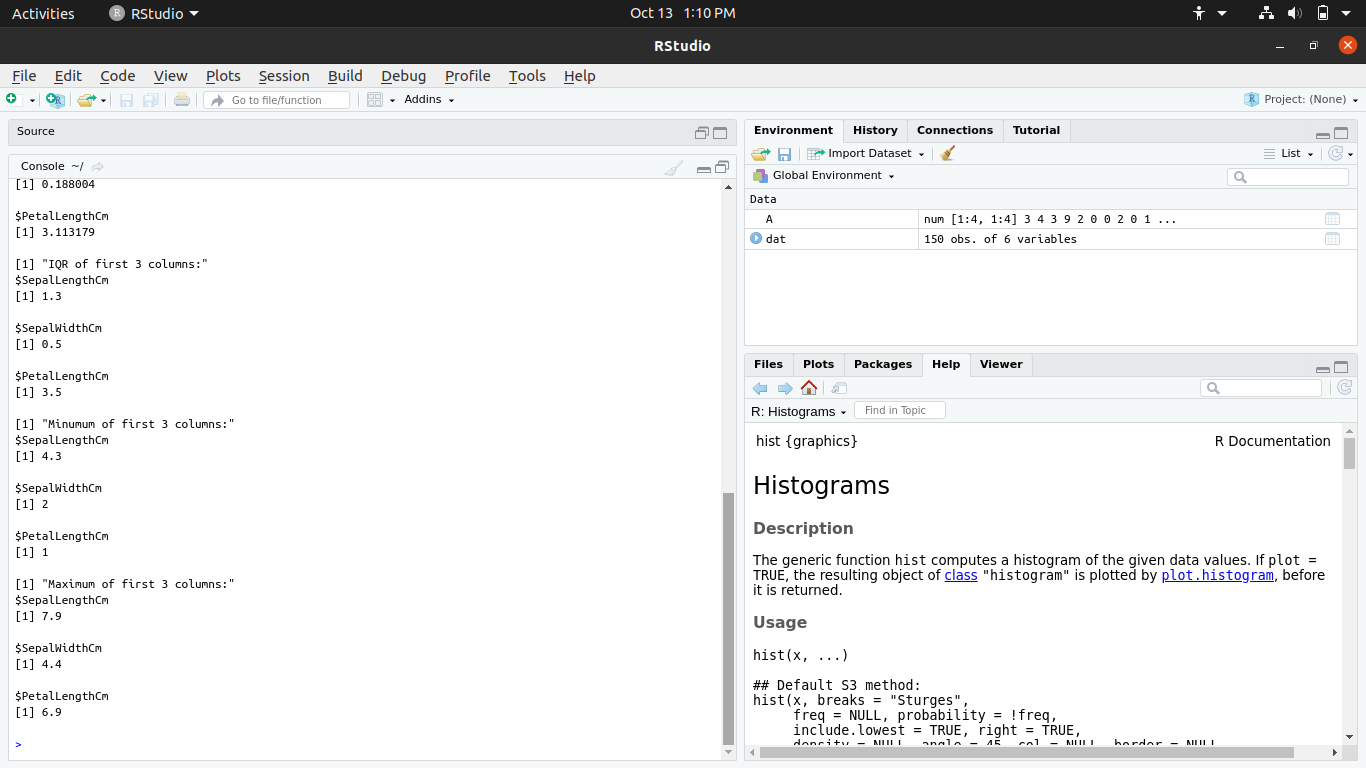 Activities RStudio Oct 13 1:10 PM
RStudio
File Edit Code View Plots Session Build Debug Profile Tools Help
Go to file/function Addins Project: (None)
Source
Console ~/
[1] 0.188004
$PetalLengthCm
[1] 3.113179
[1] "IQR of first 3 columns:"
$SepalLengthCm
[1] 1.3
$SepalWidthCm
[1] 0.5
$PetalLengthCm
[1] 3.5
[1] "Minumum of first 3 columns:"
$SepalLengthCm
[1] 4.3
$SepalWidthCm
[1] 2
$PetalLengthCm
[1] 1
[1] "Maximum of first 3 columns:"
$SepalLengthCm
[1] 7.9
$SepalWidthCm
[1] 4.4
$PetalLengthCm
[1] 6.9
>
Environment History Connections Tutorial
Import Dataset List
Global Environment
Data
A num [1:4, 1:4] 3 4 3 9 2 0 0 2 0 1 ...
dat 150 obs. of 6 variables
Files Plots Packages Help Viewer
R: Histograms Find in Topic
hist {graphics} R Documentation
Histograms
Description
The generic function hist computes a histogram of the given data values. If plot =
TRUE, the resulting object of class "histogram" is plotted by plot.histogram, before
it is returned.
Usage
hist(x, ...)
## Default S3 method:
hist(x, breaks = "Sturges",
freq = NULL, probability = !freq,
include.lowest = TRUE, right = TRUE,
density = NULL, angle = 45, col = NULL, border = NULL